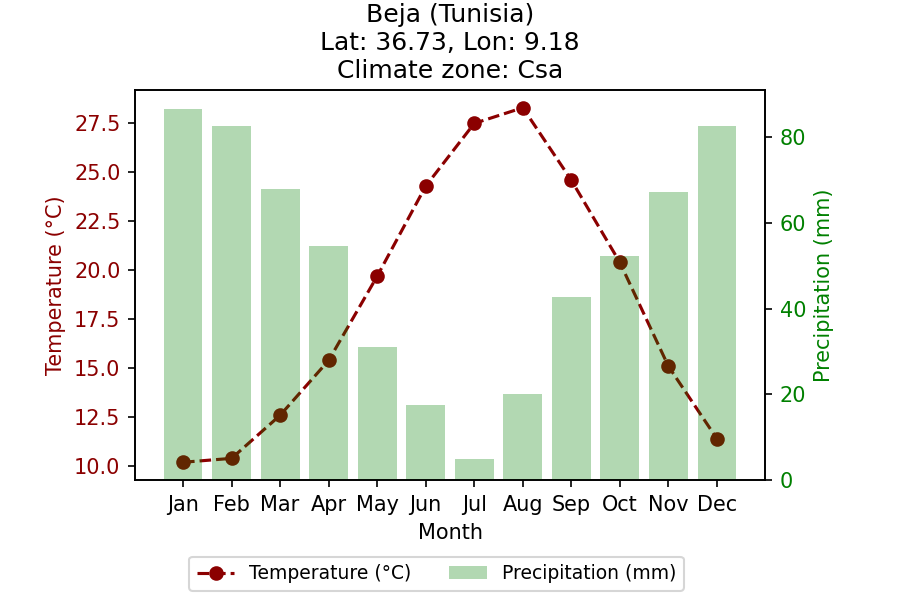 Beja (Tunisia)
Lat: 36.73, Lon: 9.18
Climate zone: Csa
Temperature (°C)
27.5
25.0
22.5
20.0
17.5
15.0
12.5
10.0
80
60
40
20
0
Precipitation (mm)
Jan Feb Mar Apr May Jun Jul Aug Sep Oct Nov Dec
Month
Temperature (°C) Precipitation (mm)